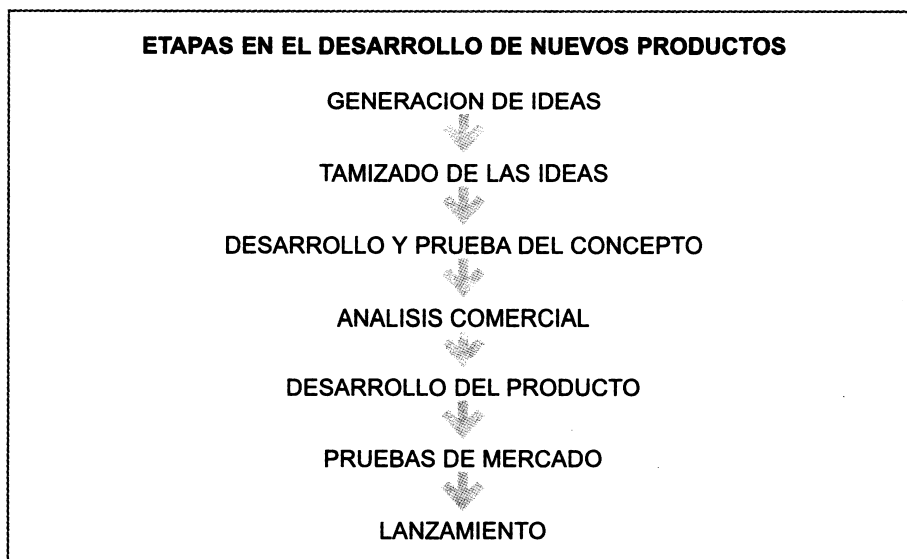 ETAPAS EN EL DESARROLLO DE NUEVOS PRODUCTOS
GENERACION DE IDEAS
TAMIZADO DE LAS IDEAS
DESARROLLO Y PRUEBA DEL CONCEPTO
ANALISIS COMERCIAL
DESARROLLO DEL PRODUCTO
PRUEBAS DE MERCADO
LANZAMIENTO